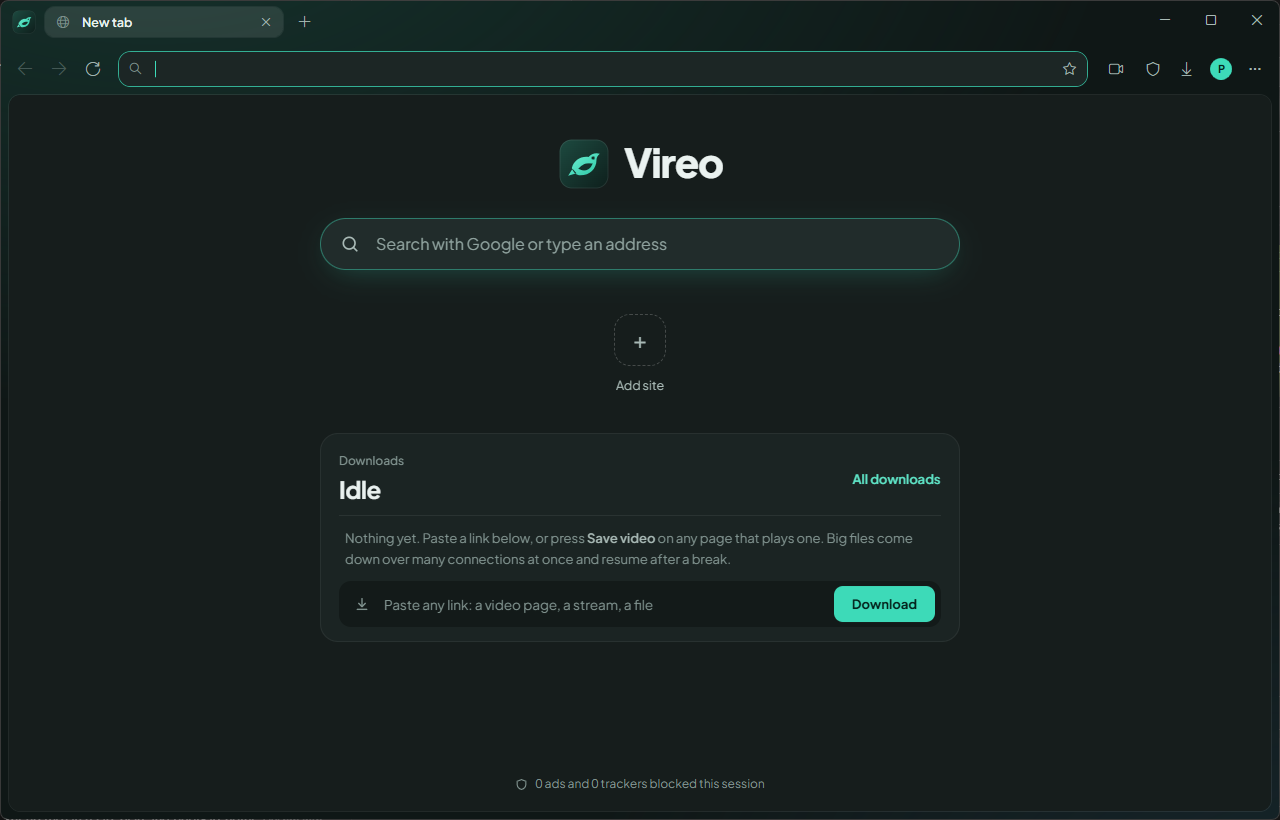 New tab
P
Vireo
Search with Google or type an address
+
Add site
Downloads
Idle
All downloads
Nothing yet. Paste a link below, or press Save video on any page that plays one. Big files come
down over many connections at once and resume after a break.
Paste any link: a video page, a stream, a file
Download
0 ads and 0 trackers blocked this session